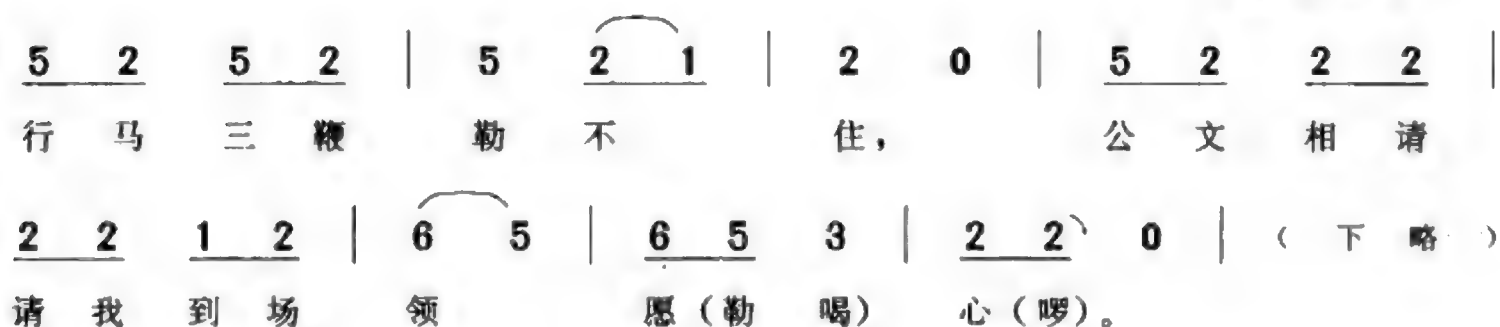 5 2 5 2 | 5 2 1 | 2 0 | 5 2 2 2 |
行 马 三 鞭 勒 不 住， 公 文 相 请
2 2 1 2 | 6 5 | 6 5 3 | 2 2 0 | （ 下 略 ）
请 我 到 场 领 愿（勒 喝） 心（啰）。